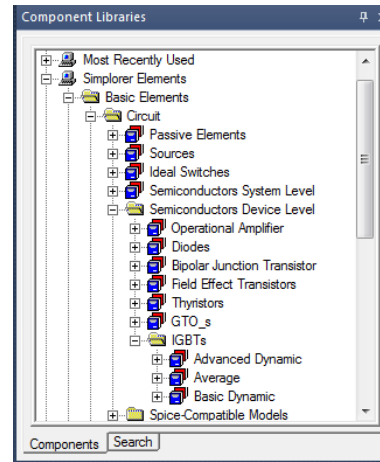 Component Libraries
Most Recently Used
Simplorer Elements
Basic Elements
Circuit
Passive Elements
Sources
Ideal Switches
Semiconductors System Level
Semiconductors Device Level
Operational Amplifier
Diodes
Bipolar Junction Transistor
Field Effect Transistors
Thyristors
GTO_s
IGBTs
Advanced Dynamic
Average
Basic Dynamic
Spice-Compatible Models
Components Search